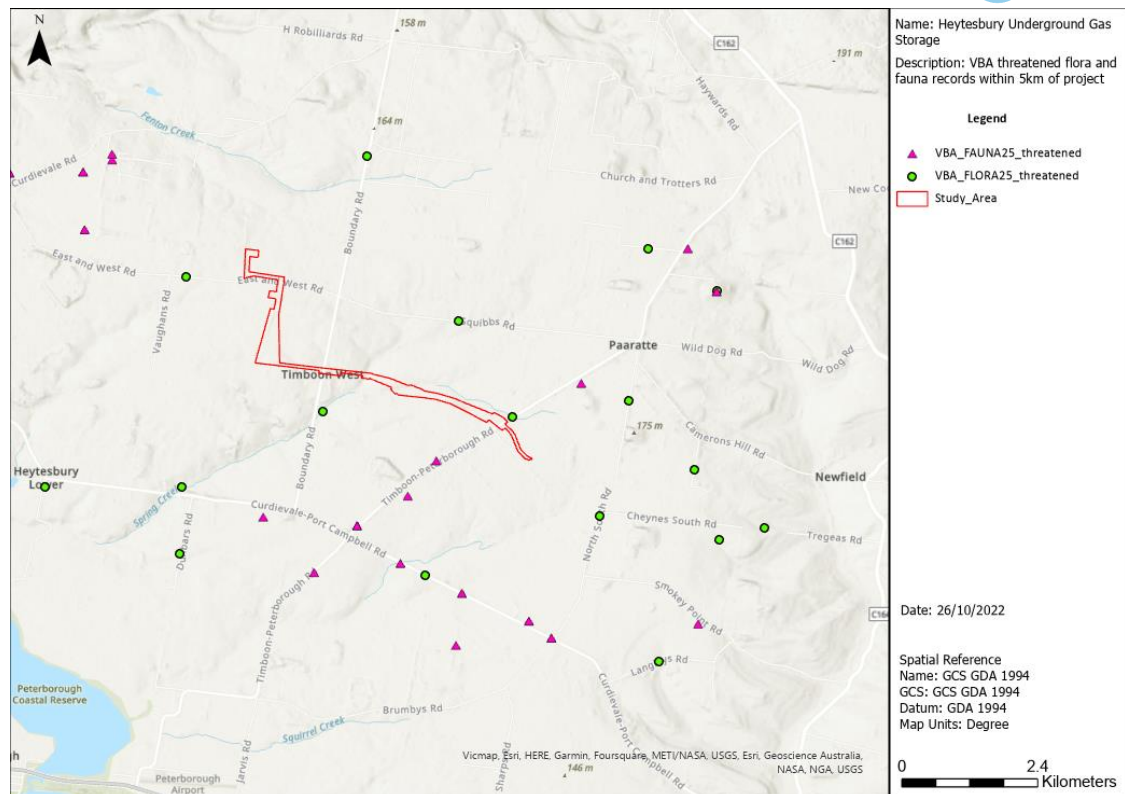 N
158 m
H Robilliards Rd
C162
191 m
Haywards Rd
Fenton Creek
164 m
Curdievale Rd
Church and Trotters Rd
Boundary Rd
C162
East and West Rd
East and West Rd
Vaughans Rd
Squibbs Rd
Paaratte
Wild Dog Rd
Wild Dog Rd
Timboon West
175 m
Camerons Hill Rd
Boundary Rd
Timboon-Peterborough Rd
Heytesbury
Lower
Newfield
Spring Creek
Curdievale-Port Campbell Rd
North South Rd
Cheynes South Rd
Tregeas Rd
Timboon-Peterborough Rd
Smokey Point Rd
Peterborough
Coastal Reserve
Brumbys Rd
Squirrel Creek
Curdievale-Port Campbell Rd
Jarvis Rd
146 m
Peterborough
Airport
Vicmap, Esri, HERE, Garmin, Foursquare, METI/NASA, USGS, Esri, Geoscience Australia,
NASA, NGA, USGS
Name: Heytesbury Underground Gas
Storage
Description: VBA threatened flora and
fauna records within 5km of project
Legend
VBA_FAUNA25_threatened
VBA_FLORA25_threatened
Study_Area
Date: 26/10/2022
Spatial Reference
Name: GCS GDA 1994
GCS: GCS GDA 1994
Datum: GDA 1994
Map Units: Degree
0 2.4
Kilometers